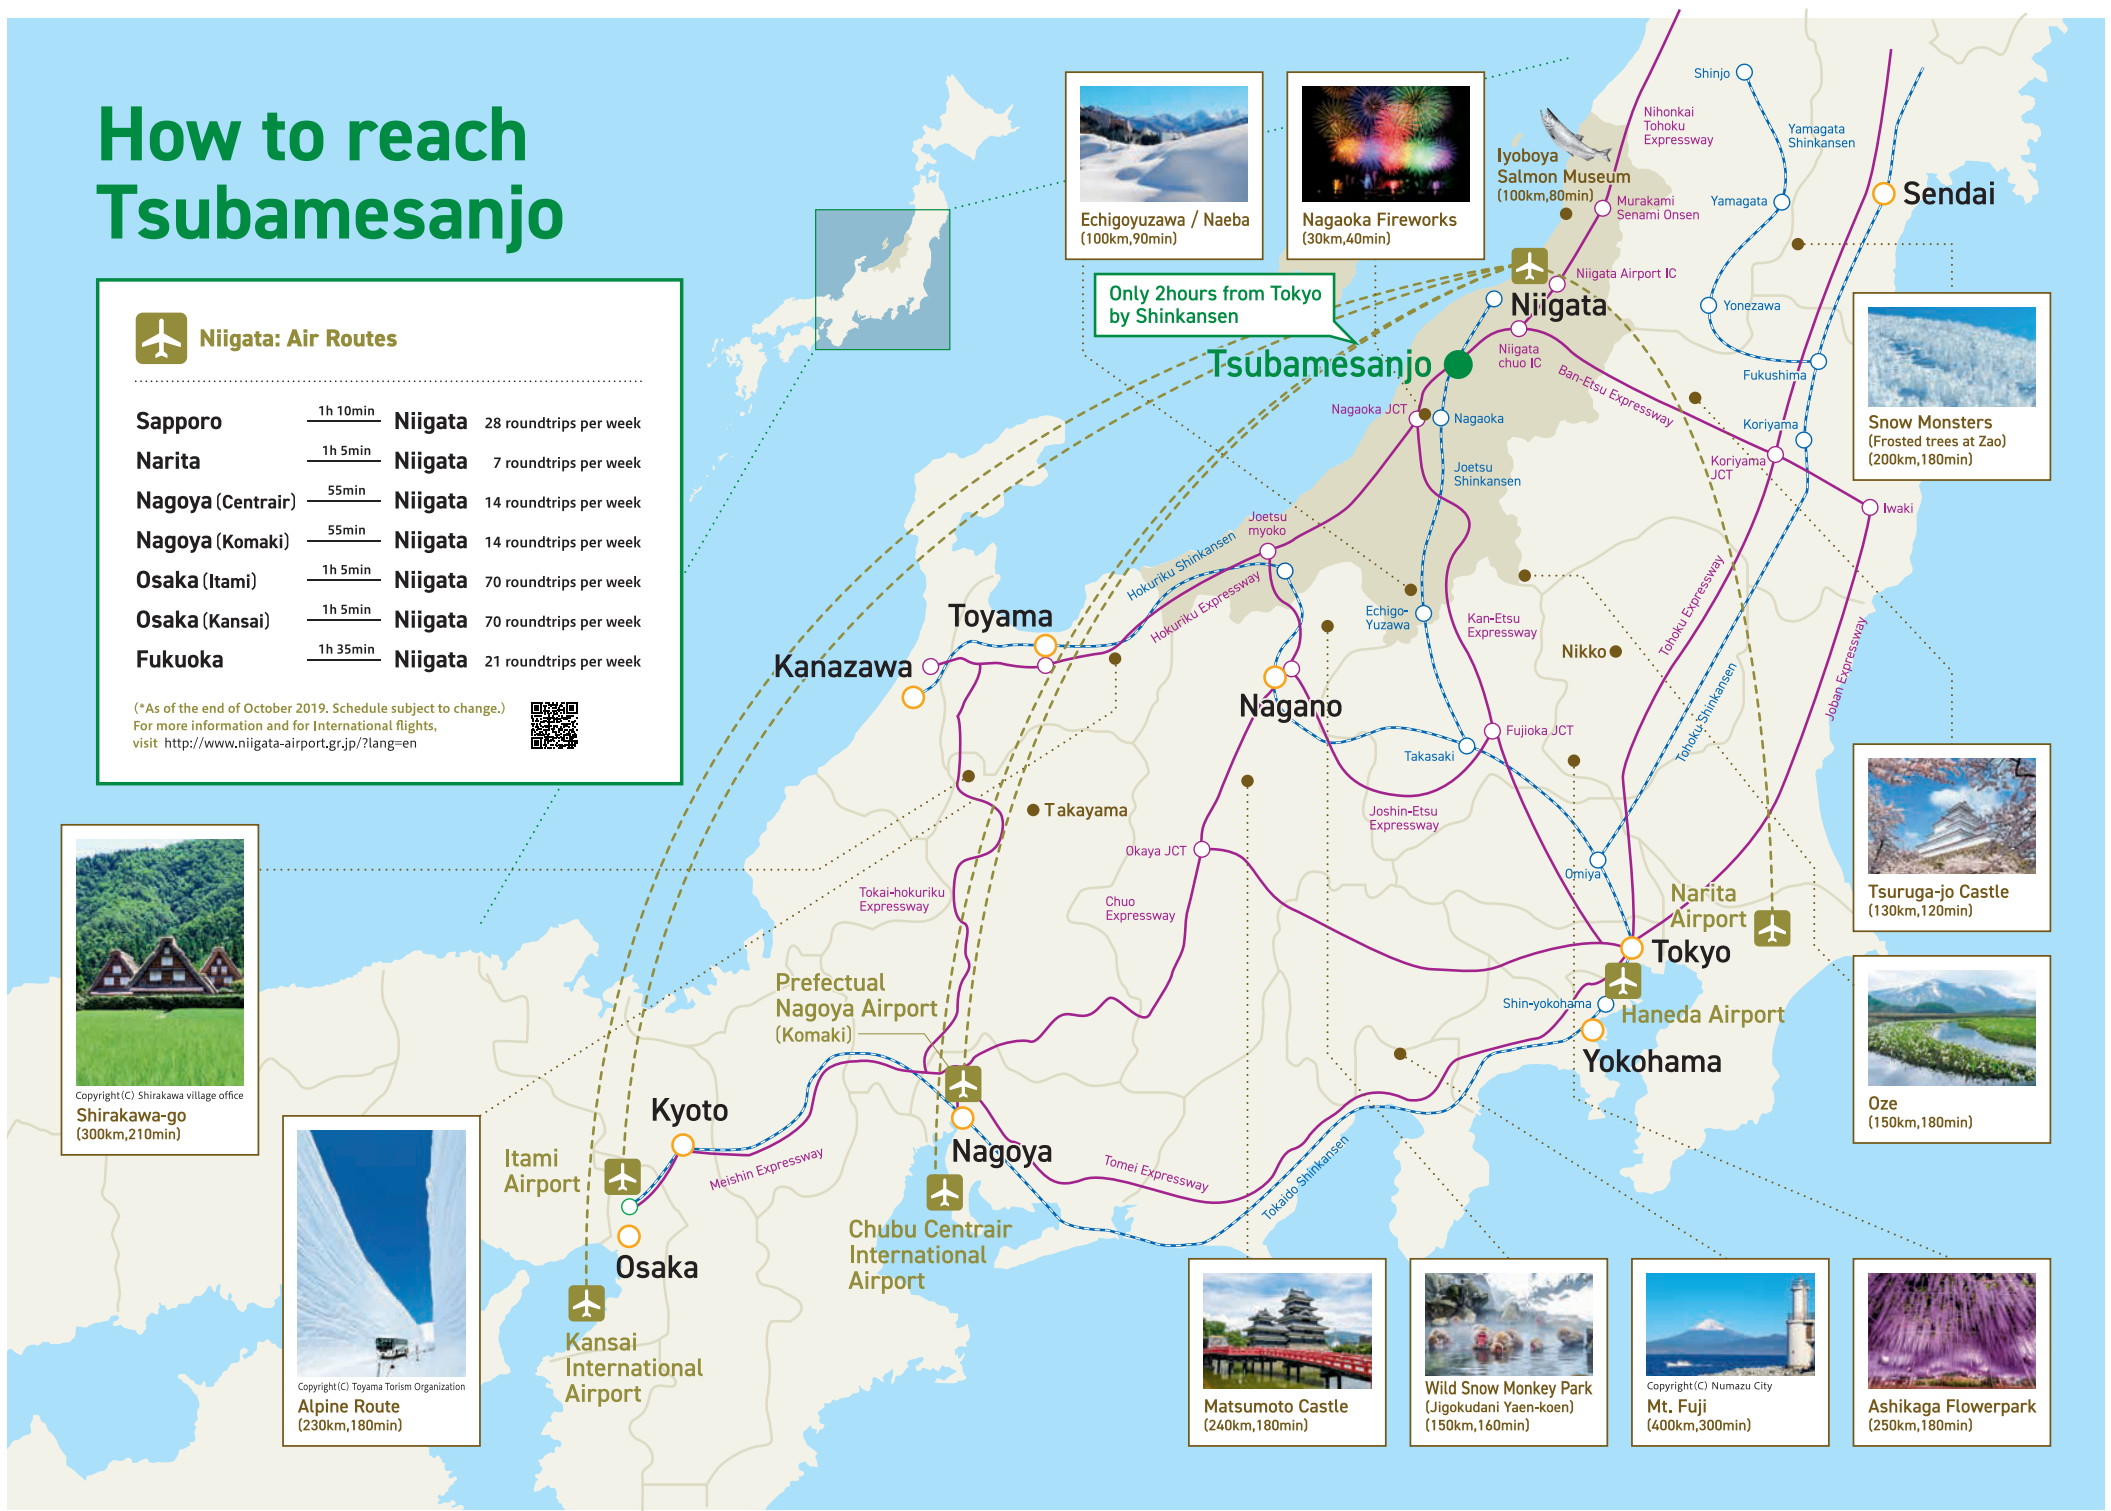 How to reach
Tsubamesanjo
Niigata: Air Routes
Sapporo 1h 10min Niigata 28 roundtrips per week
Narita 1h 5min Niigata 7 roundtrips per week
Nagoya (Centrair) 55min Niigata 14 roundtrips per week
Nagoya (Komaki) 55min Niigata 14 roundtrips per week
Osaka (Itami) 1h 5min Niigata 70 roundtrips per week
Osaka (Kansai) 1h 5min Niigata 70 roundtrips per week
Fukuoka 1h 35min Niigata 21 roundtrips per week
(*As of the end of October 2019. Schedule subject to change.)
For more information and for International flights,
visit http://www.niigata-airport.gr.jp/?lang=en
Echigoyuzawa / Naeba
(100km,90min)
Nagaoka Fireworks
(30km,40min)
Only 2hours from Tokyo
by Shinkansen
Iyoboya
Salmon Museum
(100km,80min)
Nihonkai
Tohoku
Expressway
Shinjo
Yamagata
Shinkansen
Murakami
Senami Onsen
Yamagata
Sendai
Niigata Airport IC
Niigata
Yonezawa
Tsubamesanjo
Niigata
chuo IC
Ban-Etsu Expressway
Fukushima
Nagaoka JCT
Nagaoka
Koriyama
Koriyama
JCT
Iwaki
Joetsu
Shinkansen
Snow Monsters
(Frosted trees at Zao)
(200km,180min)
Joetsu
myoko
Hokuriku Shinkansen
Hokuriku Expressway
Toyama
Kanazawa
Echigo-
Yuzawa
Kan-Etsu
Expressway
Nikko
Tohoku Expressway
Tohoku Shinkansen
Joban Expressway
Nagano
Fujioka JCT
Takasaki
Takayama
Joshin-Etsu
Expressway
Okaya JCT
Omiya
Tokai-hokuriku
Expressway
Chuo
Expressway
Narita
Airport
Tokyo
Tsuruga-jo Castle
(130km,120min)
Prefectual
Nagoya Airport
(Komaki)
Shin-yokohama
Haneda Airport
Yokohama
Oze
(150km,180min)
Copyright(C) Shirakawa village office
Shirakawa-go
(300km,210min)
Kyoto
Itami
Airport
Meishin Expressway
Nagoya
Tomei Expressway
Tokaido Shinkansen
Chubu Centrair
International
Airport
Osaka
Kansai
International
Airport
Copyright(C) Toyama Torism Organization
Alpine Route
(230km,180min)
Matsumoto Castle
(240km,180min)
Wild Snow Monkey Park
(Jigokudani Yaen-koen)
(150km,160min)
Copyright(C) Numazu City
Mt. Fuji
(400km,300min)
Ashikaga Flowerpark
(250km,180min)